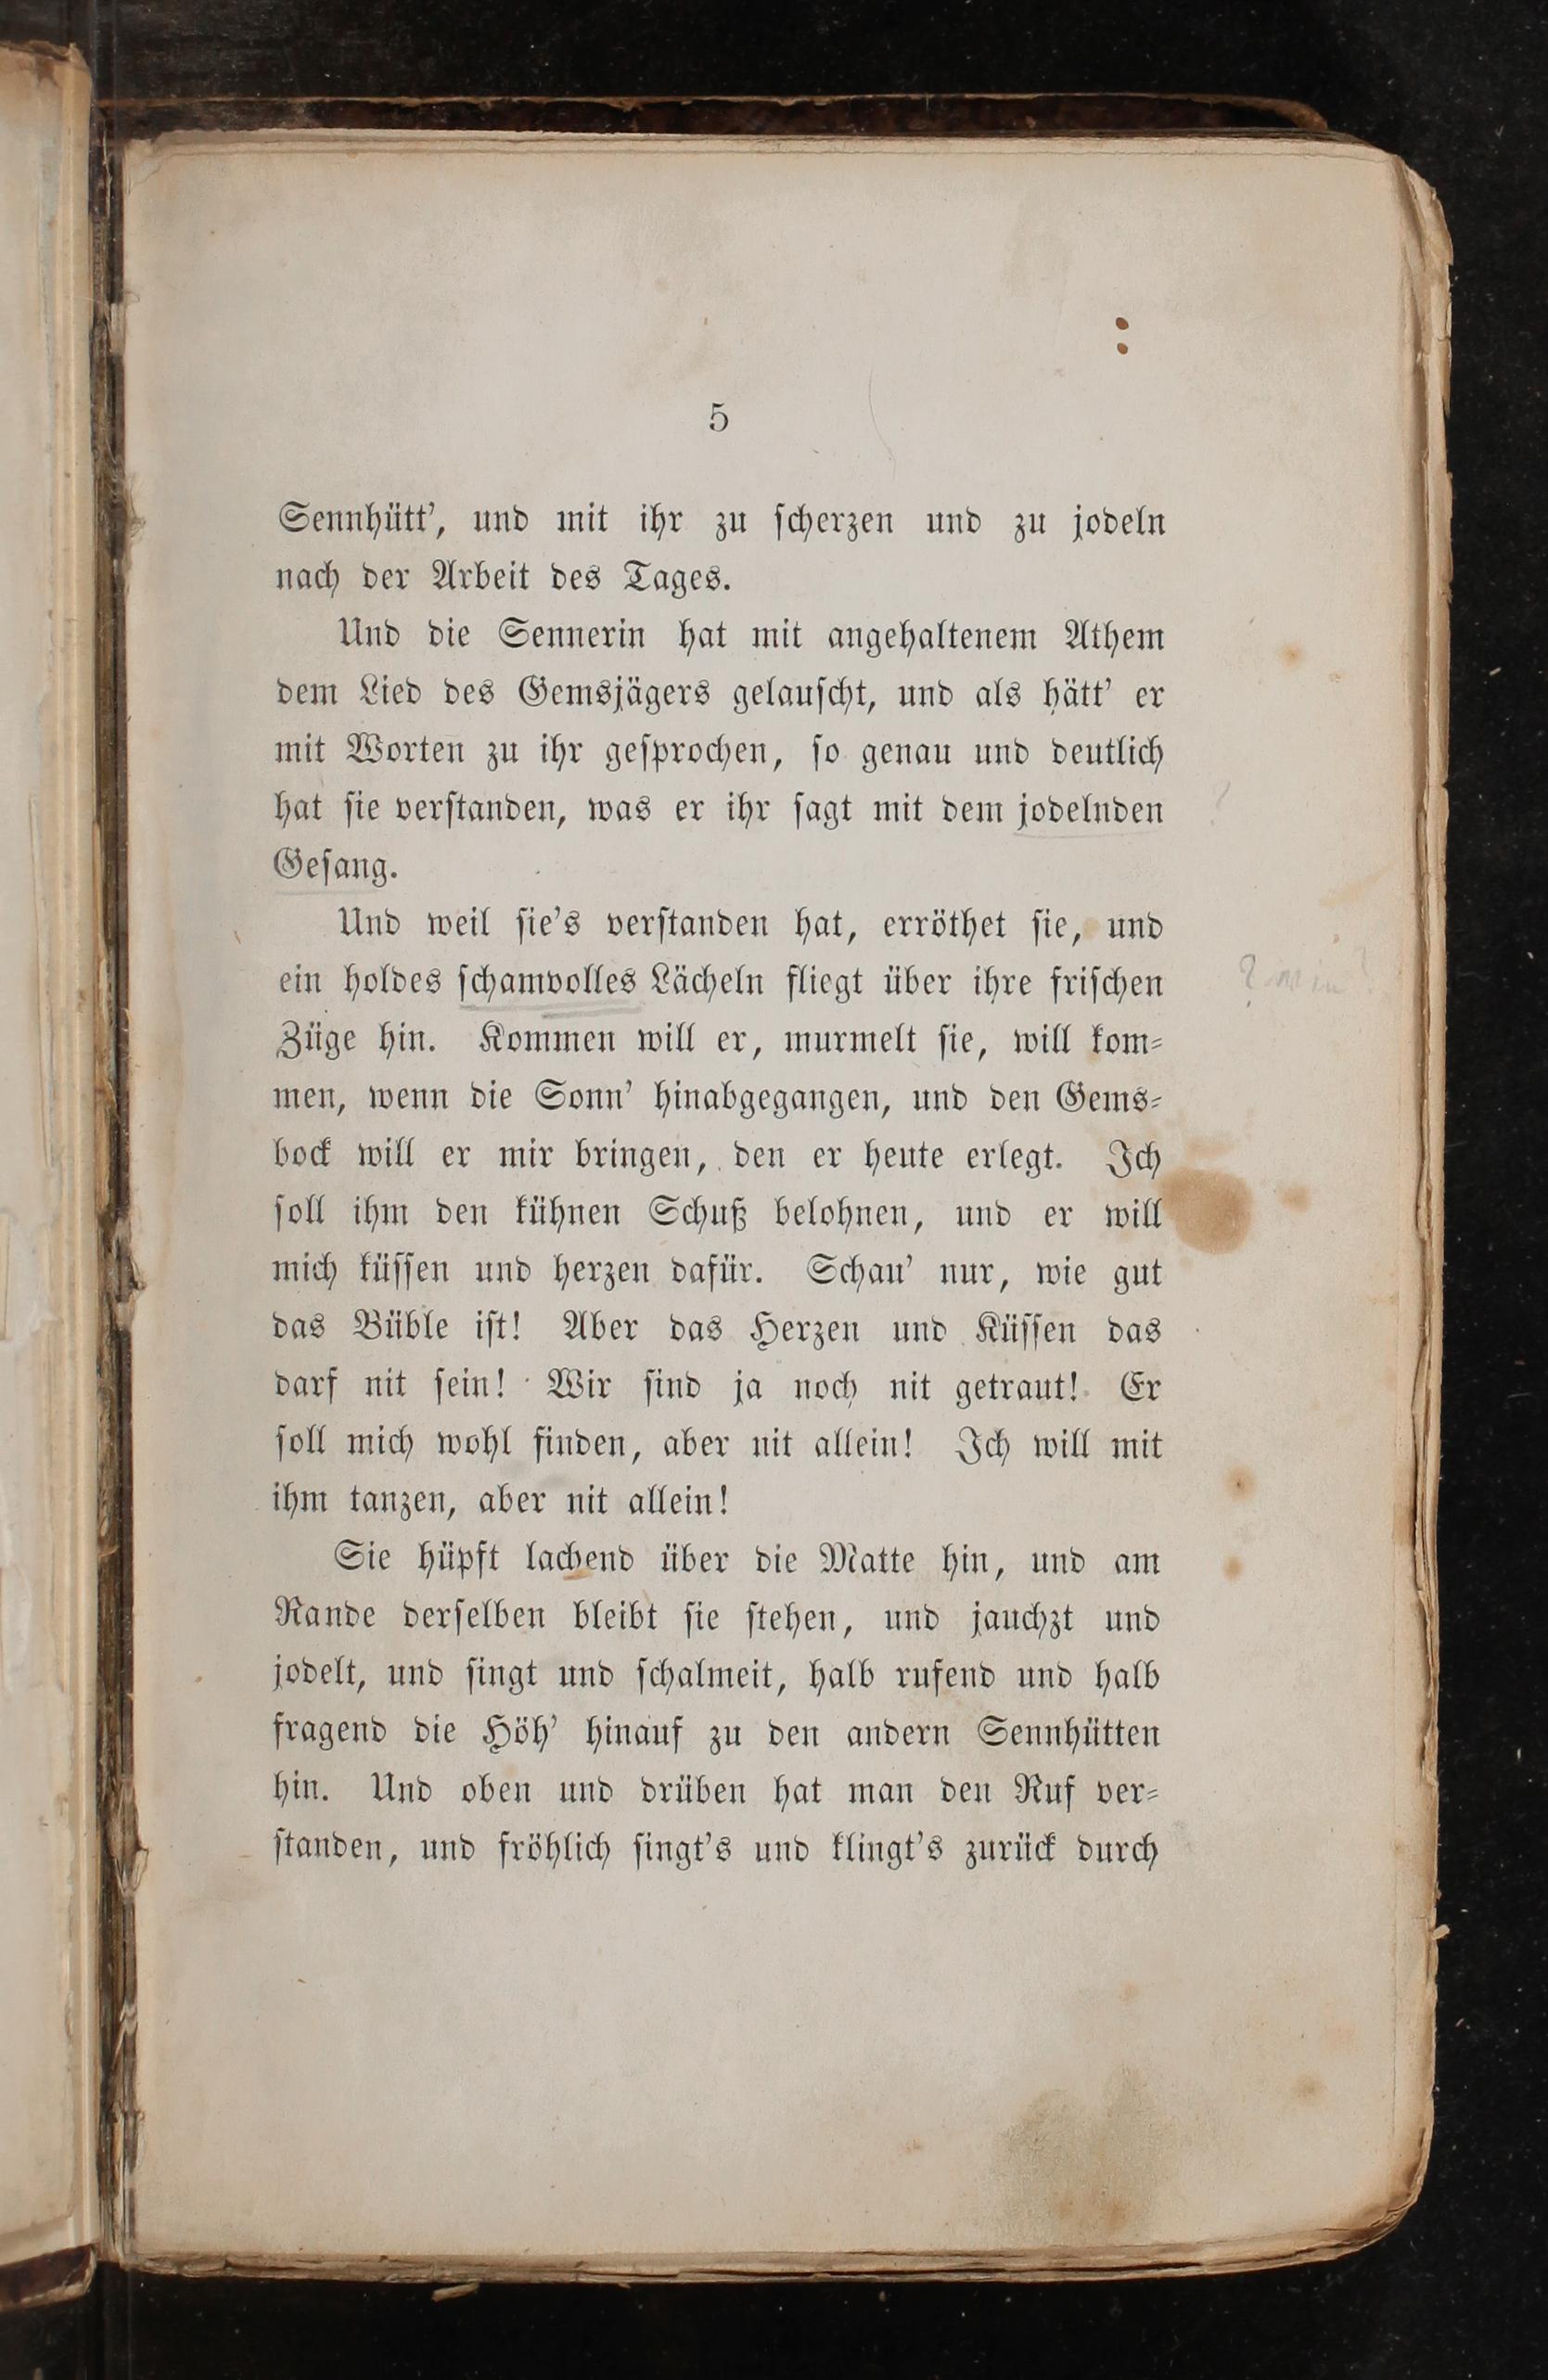 5
Sennhütt’, und mit ihr zu ſcherzen und zu jodeln
nach der Arbeit des Tages.
Und die Sennerin hat mit angehaltenem Athem
dem Lied des Gemsjägers gelauſcht, und als hätt’ er
mit Worten zu ihr geſprochen, ſo genau und deutlich
hat ſie verſtanden, was er ihr ſagt mit dem jodelnden
?
Geſang.
Und weil ſie’s verſtanden hat, erröthet ſie, und
ein holdes ſchamvolles Lächeln fliegt über ihre friſchen
?
Züge hin. Kommen will er, murmelt ſie, will kom⸗
men, wenn die Sonn’ hinabgegangen, und den Gems⸗
bock will er mir bringen, den er heute erlegt. Ich
ſoll ihm den kühnen Schuß belohnen, und er will
mich küſſen und herzen dafür. Schau’ nur, wie gut
das Büble iſt! Aber das Herzen und Küſſen das
darf nit ſein! Wir ſind ja noch nit getraut! Er
ſoll mich wohl finden, aber nit allein! Ich will mit
ihm tanzen, aber nit allein!
Sie hüpft lachend über die Matte hin, und am
Rande derſelben bleibt ſie ſtehen, und jauchzt und
jodelt, und ſingt und ſchalmeit, halb rufend und halb
fragend die Höh’ hinauf zu den andern Sennhütten
hin. Und oben und drüben hat man den Ruf ver⸗
ſtanden, und fröhlich ſingt’s und klingt’s zurück durch